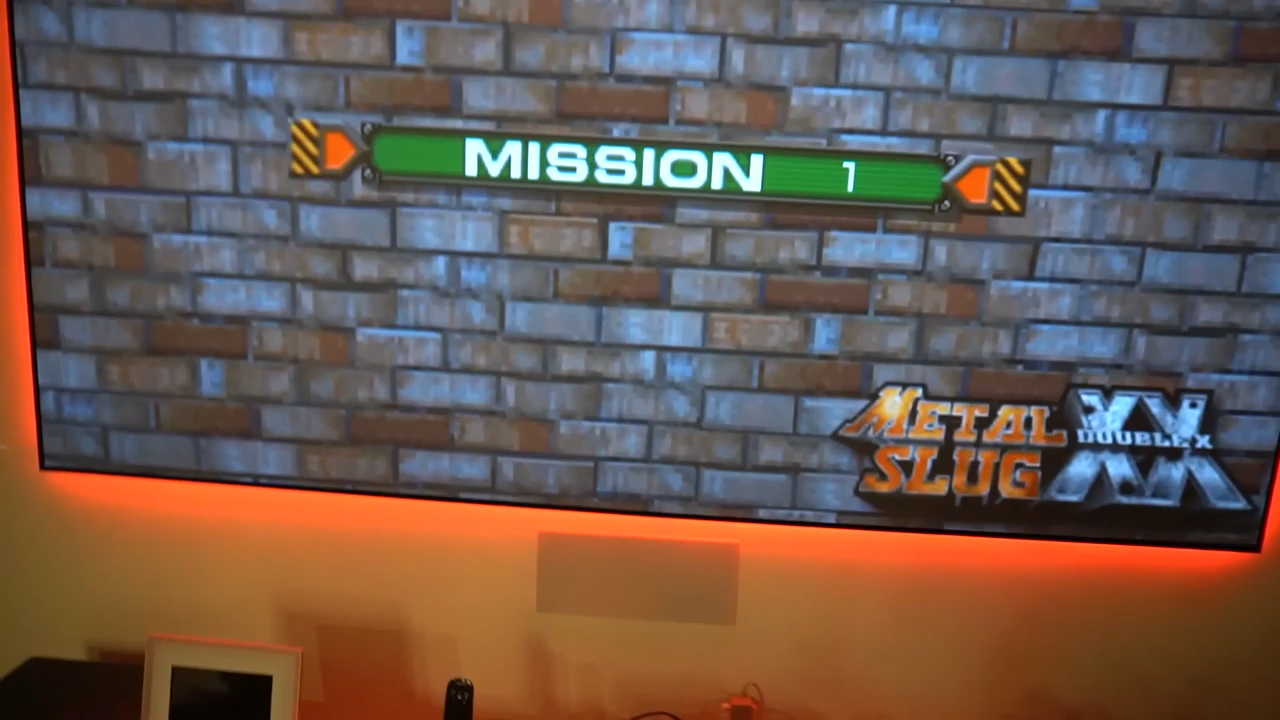 MISSION 1
METAL
SLUG
XX
DOUBLE X